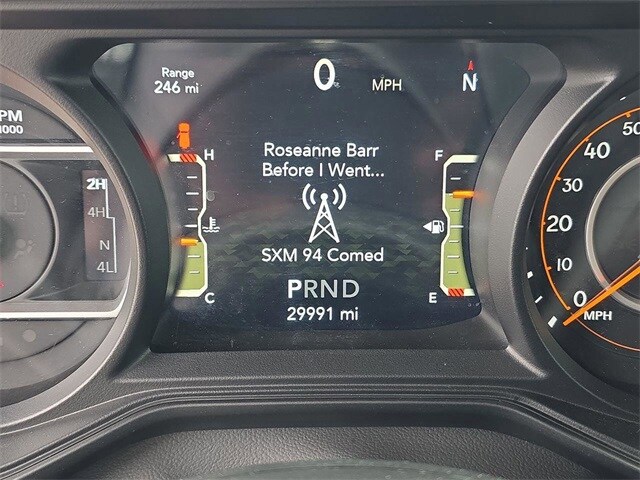 Range
246 mi
0 MPH
N
PM
1000
H
F
Roseanne Barr
Before I Went...
2H
4H
N
4L
SXM 94 Comed
C
E
PRND
29991 mi
50
40
30
20
10
0
MPH